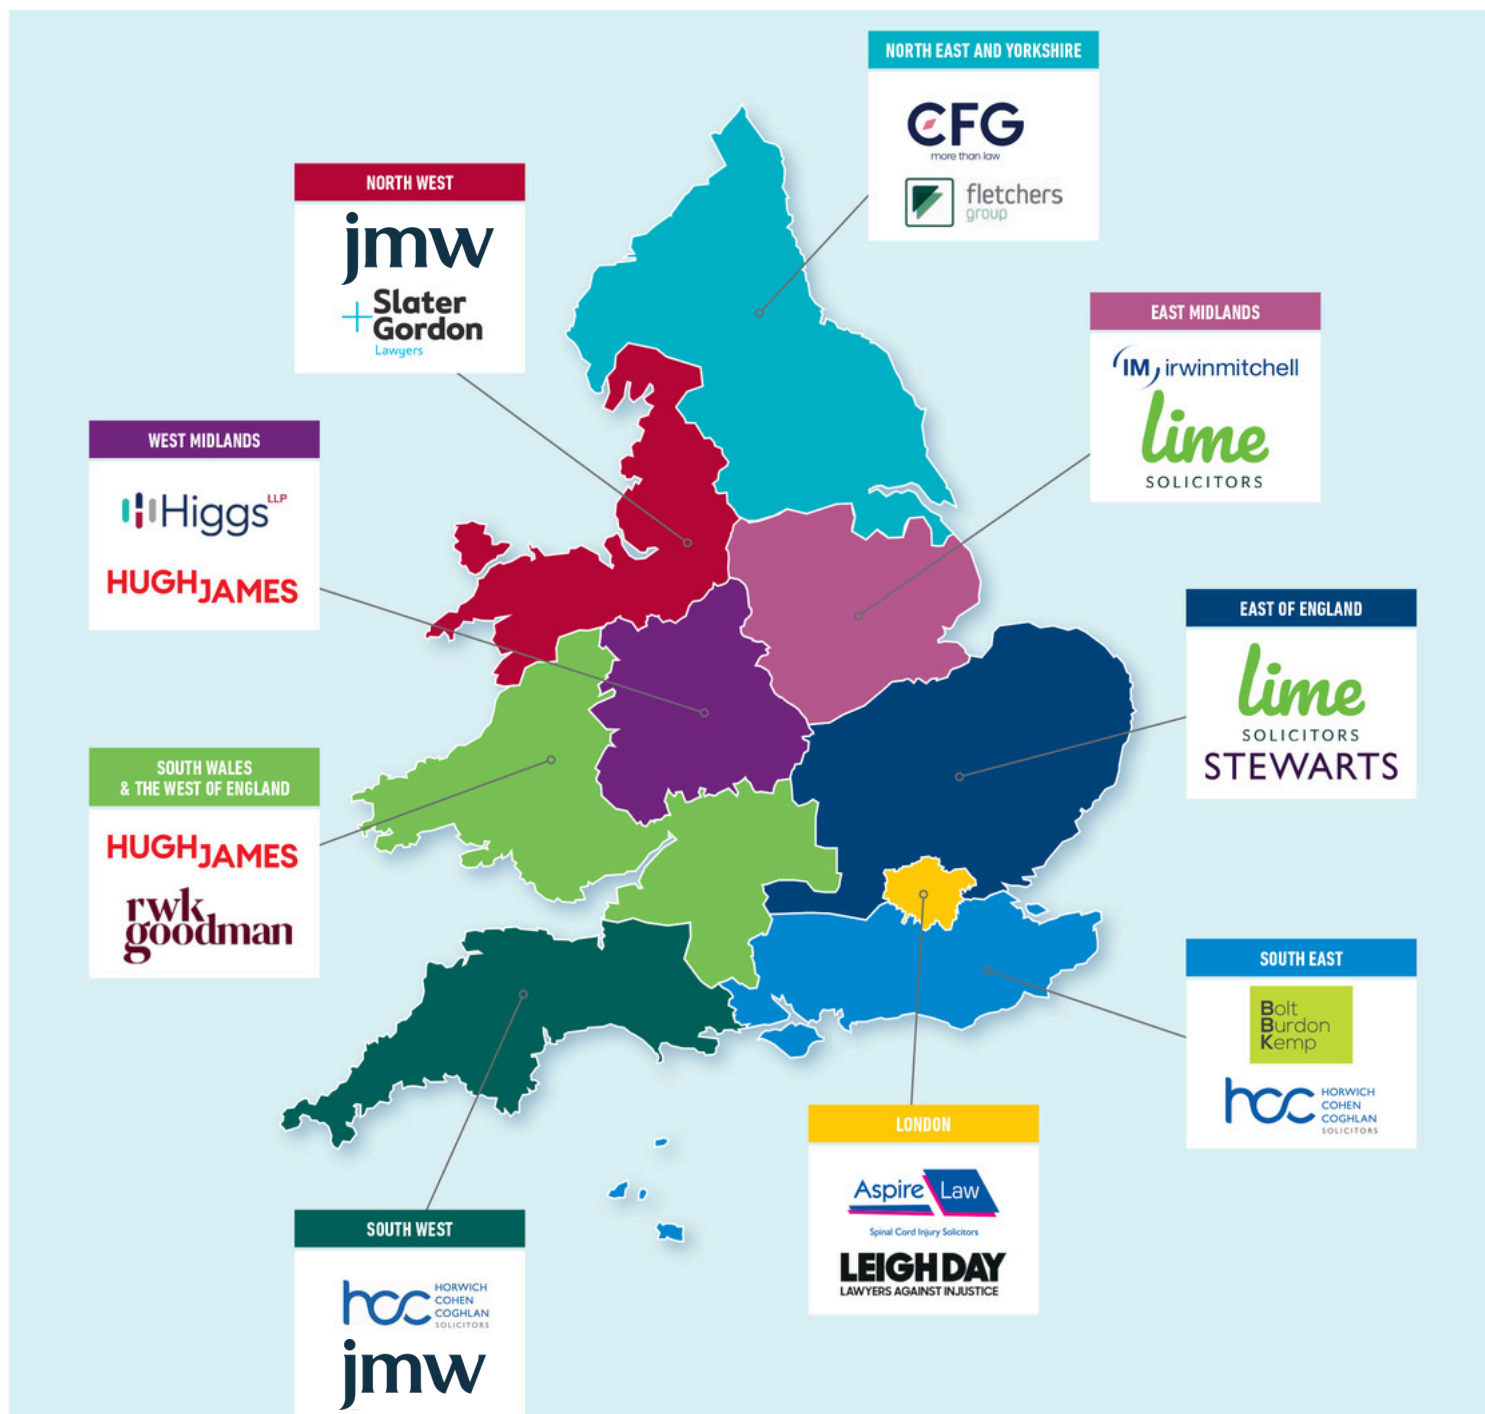 NORTH EAST AND YORKSHIRE
CFG
more than law
fletchers
group
NORTH WEST
jmw
Slater
Gordon
Lawyers
EAST MIDLANDS
IM irwinmitchell
lime
SOLICITORS
WEST MIDLANDS
Higgs LLP
HUGH JAMES
EAST OF ENGLAND
lime
SOLICITORS
STEWARTS
SOUTH WALES
& THE WEST OF ENGLAND
HUGH JAMES
rwk
goodman
SOUTH EAST
Bolt
Burdon
Kemp
hcc HORWICH
COHEN
COGHLAN
SOLICITORS
LONDON
Aspire Law
Spinal Cord Injury Solicitors
LEIGH DAY
LAWYERS AGAINST INJUSTICE
SOUTH WEST
hcc HORWICH
COHEN
COGHLAN
SOLICITORS
jmw